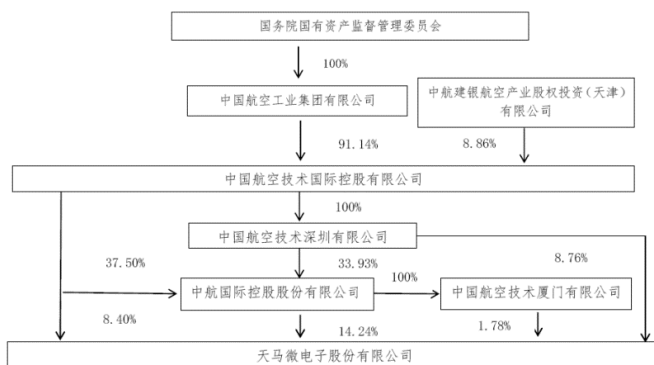 国务院国有资产监督管理委员会
100%
中国航空工业集团有限公司
中航建银航空产业股权投资（天津）
有限公司
91.14%
8.86%
中国航空技术国际控股有限公司
100%
中国航空技术深圳有限公司
37.50%
33.93%
100%
8.76%
中航国际控股股份有限公司
中国航空技术厦门有限公司
8.40%
14.24%
1.78%
天马微电子股份有限公司